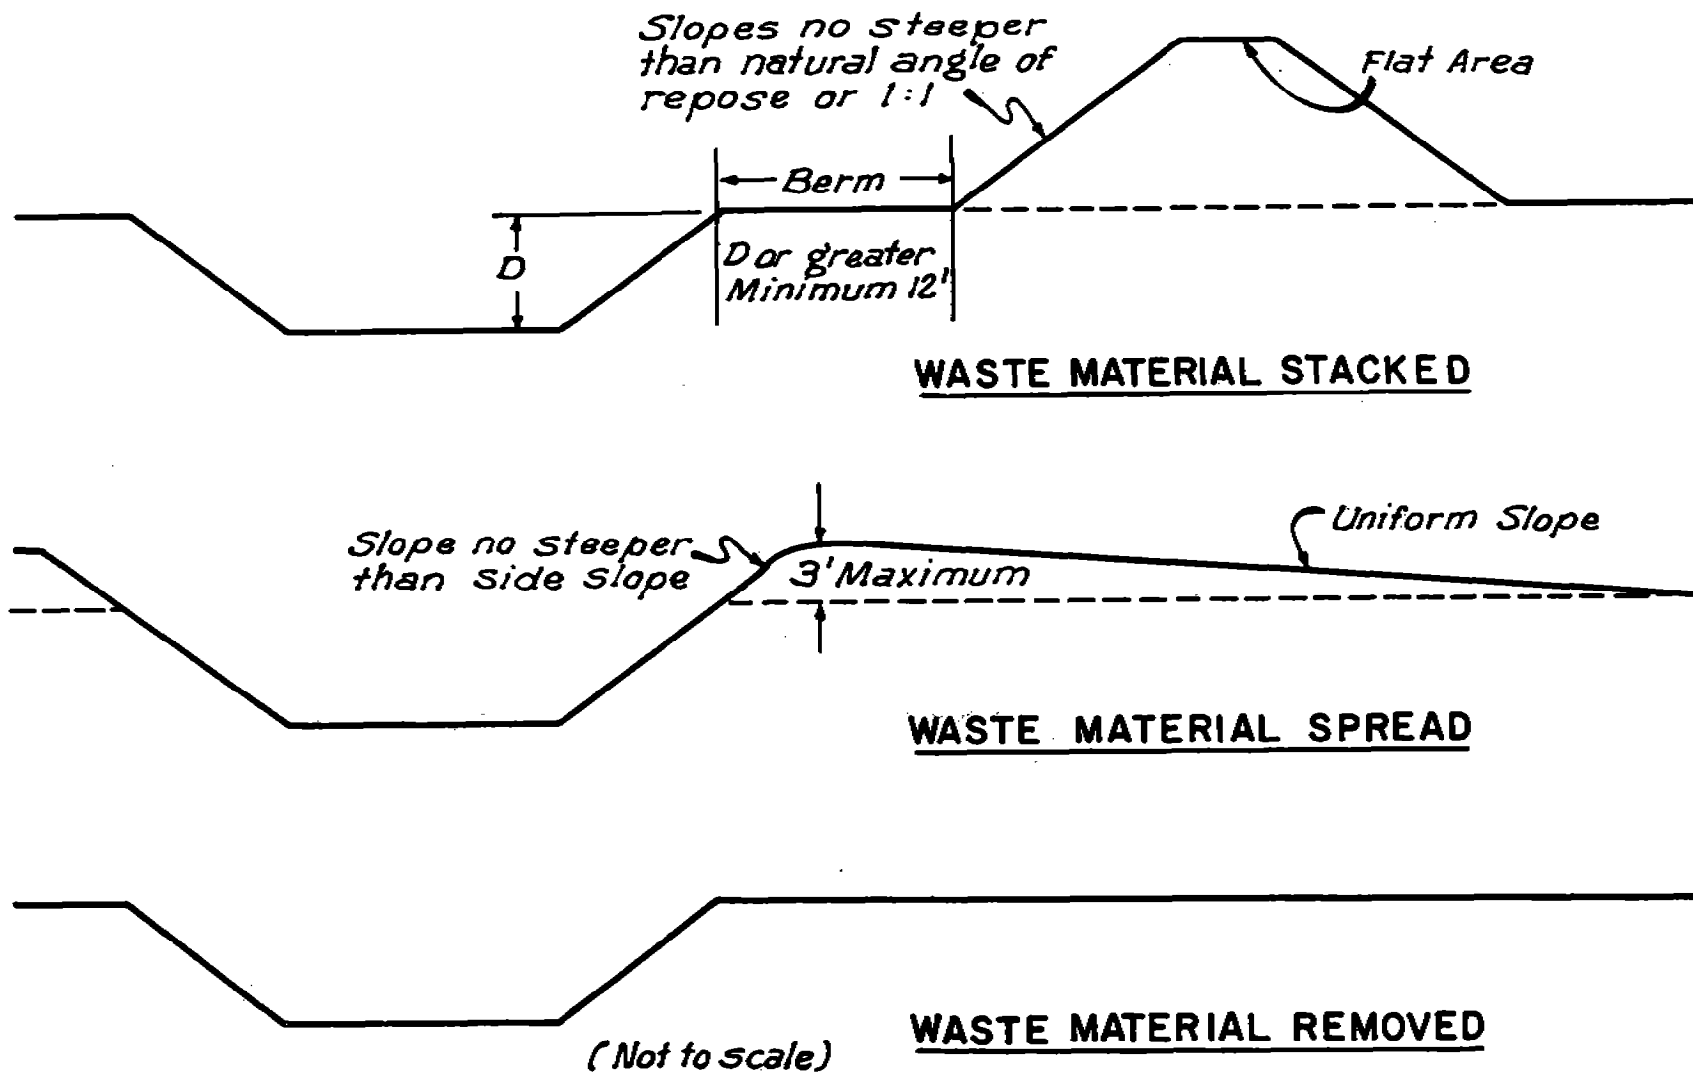 Slopes no steeper
than natural angle of
repose or 1:1
Flat Area
Berm
D
D or greater
Minimum 12'
WASTE MATERIAL STACKED
Slope no steeper
than side slope
3' Maximum
Uniform Slope
WASTE MATERIAL SPREAD
WASTE MATERIAL REMOVED
(Not to scale)